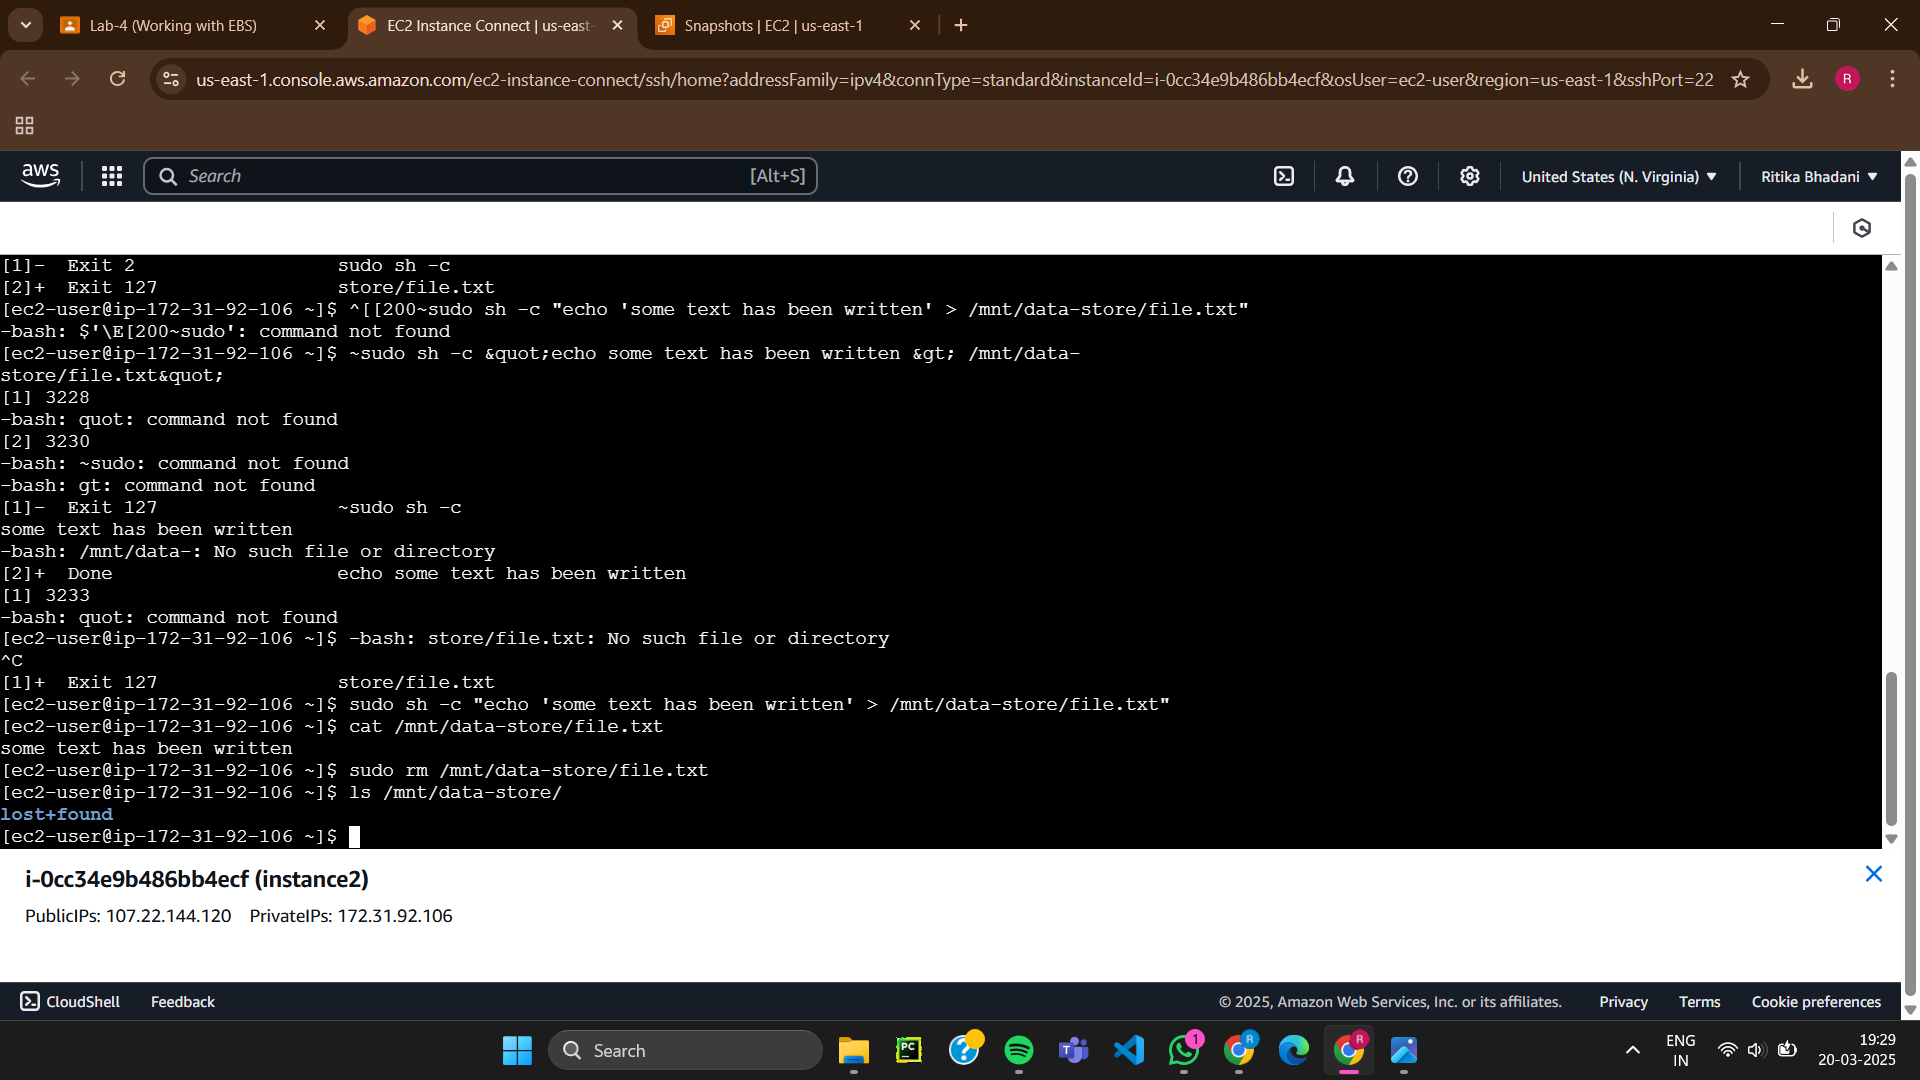 Lab-4 (Working with EBS)
EC2 Instance Connect | us-east-
Snapshots | EC2 | us-east-1
us-east-1.console.aws.amazon.com/ec2-instance-connect/ssh/home?addressFamily=ipv4&connType=standard&instanceId=i-0cc34e9b486bb4ecf&osUser=ec2-user&region=us-east-1&sshPort=22
R
aws
Search
[Alt+S]
United States (N. Virginia)
Ritika Bhadani
[1]-  Exit 2                  sudo sh -c
[2]+  Exit 127                store/file.txt
[ec2-user@ip-172-31-92-106 ~]$ ^[[200~sudo sh -c "echo 'some text has been written' > /mnt/data-store/file.txt"
-bash: $'\E[200~sudo': command not found
[ec2-user@ip-172-31-92-106 ~]$ ~sudo sh -c &quot;echo some text has been written &gt; /mnt/data-
store/file.txt&quot;
[1] 3228
-bash: quot: command not found
[2] 3230
-bash: ~sudo: command not found
-bash: gt: command not found
[1]-  Exit 127                ~sudo sh -c
some text has been written
-bash: /mnt/data-: No such file or directory
[2]+  Done                    echo some text has been written
[1] 3233
-bash: quot: command not found
[ec2-user@ip-172-31-92-106 ~]$ -bash: store/file.txt: No such file or directory
^C
[1]+  Exit 127                store/file.txt
[ec2-user@ip-172-31-92-106 ~]$ sudo sh -c "echo 'some text has been written' > /mnt/data-store/file.txt"
[ec2-user@ip-172-31-92-106 ~]$ cat /mnt/data-store/file.txt
some text has been written
[ec2-user@ip-172-31-92-106 ~]$ sudo rm /mnt/data-store/file.txt
[ec2-user@ip-172-31-92-106 ~]$ ls /mnt/data-store/
lost+found
[ec2-user@ip-172-31-92-106 ~]$
i-0cc34e9b486bb4ecf (instance2)
PublicIPs: 107.22.144.120    PrivateIPs: 172.31.92.106
CloudShell
Feedback
© 2025, Amazon Web Services, Inc. or its affiliates.
Privacy
Terms
Cookie preferences
Search
PC
1
R
R
ENG
IN
19:29
20-03-2025